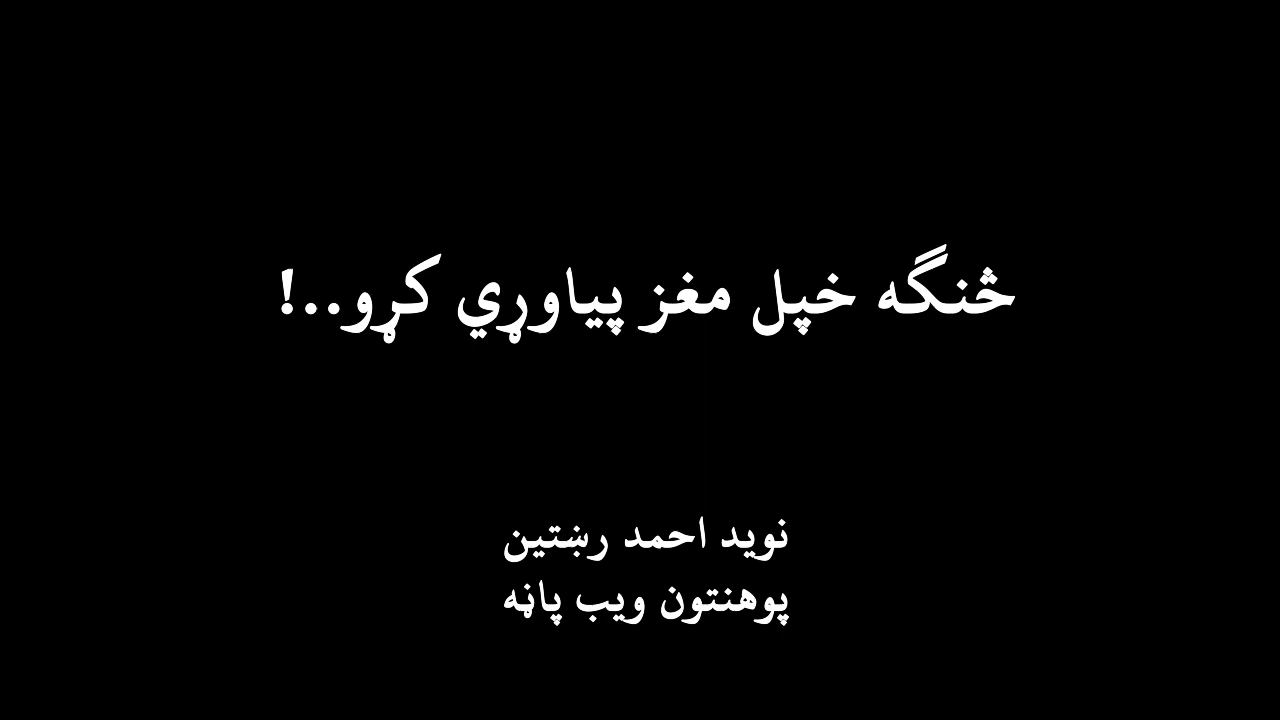 څنګه خپل مغز پیاوړي کړو..!
نوید احمد رښتین
پوهنتون ویب پاڼه